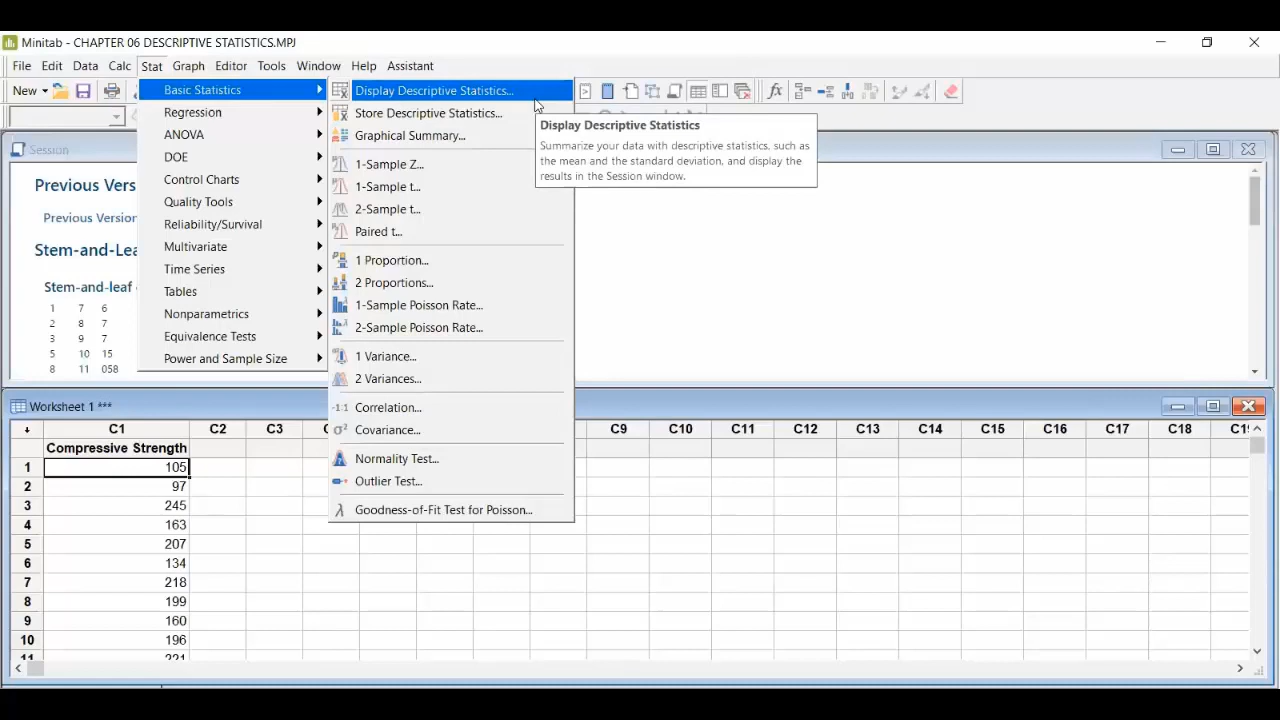 Minitab - CHAPTER 06 DESCRIPTIVE STATISTICS.MPJ
File Edit Data Calc Stat Graph Editor Tools Window Help Assistant
New
Basic Statistics
Regression
ANOVA
DOE
Control Charts
Quality Tools
Reliability/Survival
Multivariate
Time Series
Tables
Nonparametrics
Equivalence Tests
Power and Sample Size
Display Descriptive Statistics...
Store Descriptive Statistics...
Graphical Summary...
1-Sample Z...
1-Sample t...
2-Sample t...
Paired t...
1 Proportion...
2 Proportions...
1-Sample Poisson Rate...
2-Sample Poisson Rate...
1 Variance...
2 Variances...
Correlation...
Covariance...
Normality Test...
Outlier Test...
Goodness-of-Fit Test for Poisson...
Display Descriptive Statistics
Summarize your data with descriptive statistics, such as
the mean and the standard deviation, and display the
results in the Session window.
Session
Previous Vers
Previous Version
Stem-and-Lea
Stem-and-leaf
1 7 6
2 8 7
3 9 7
5 10 15
8 11 058
Worksheet 1 ***
C1 C2 C3 C9 C10 C11 C12 C13 C14 C15 C16 C17 C18
Compressive Strength
1 105
2 97
3 245
4 163
5 207
6 134
7 218
8 199
9 160
10 196
11 221